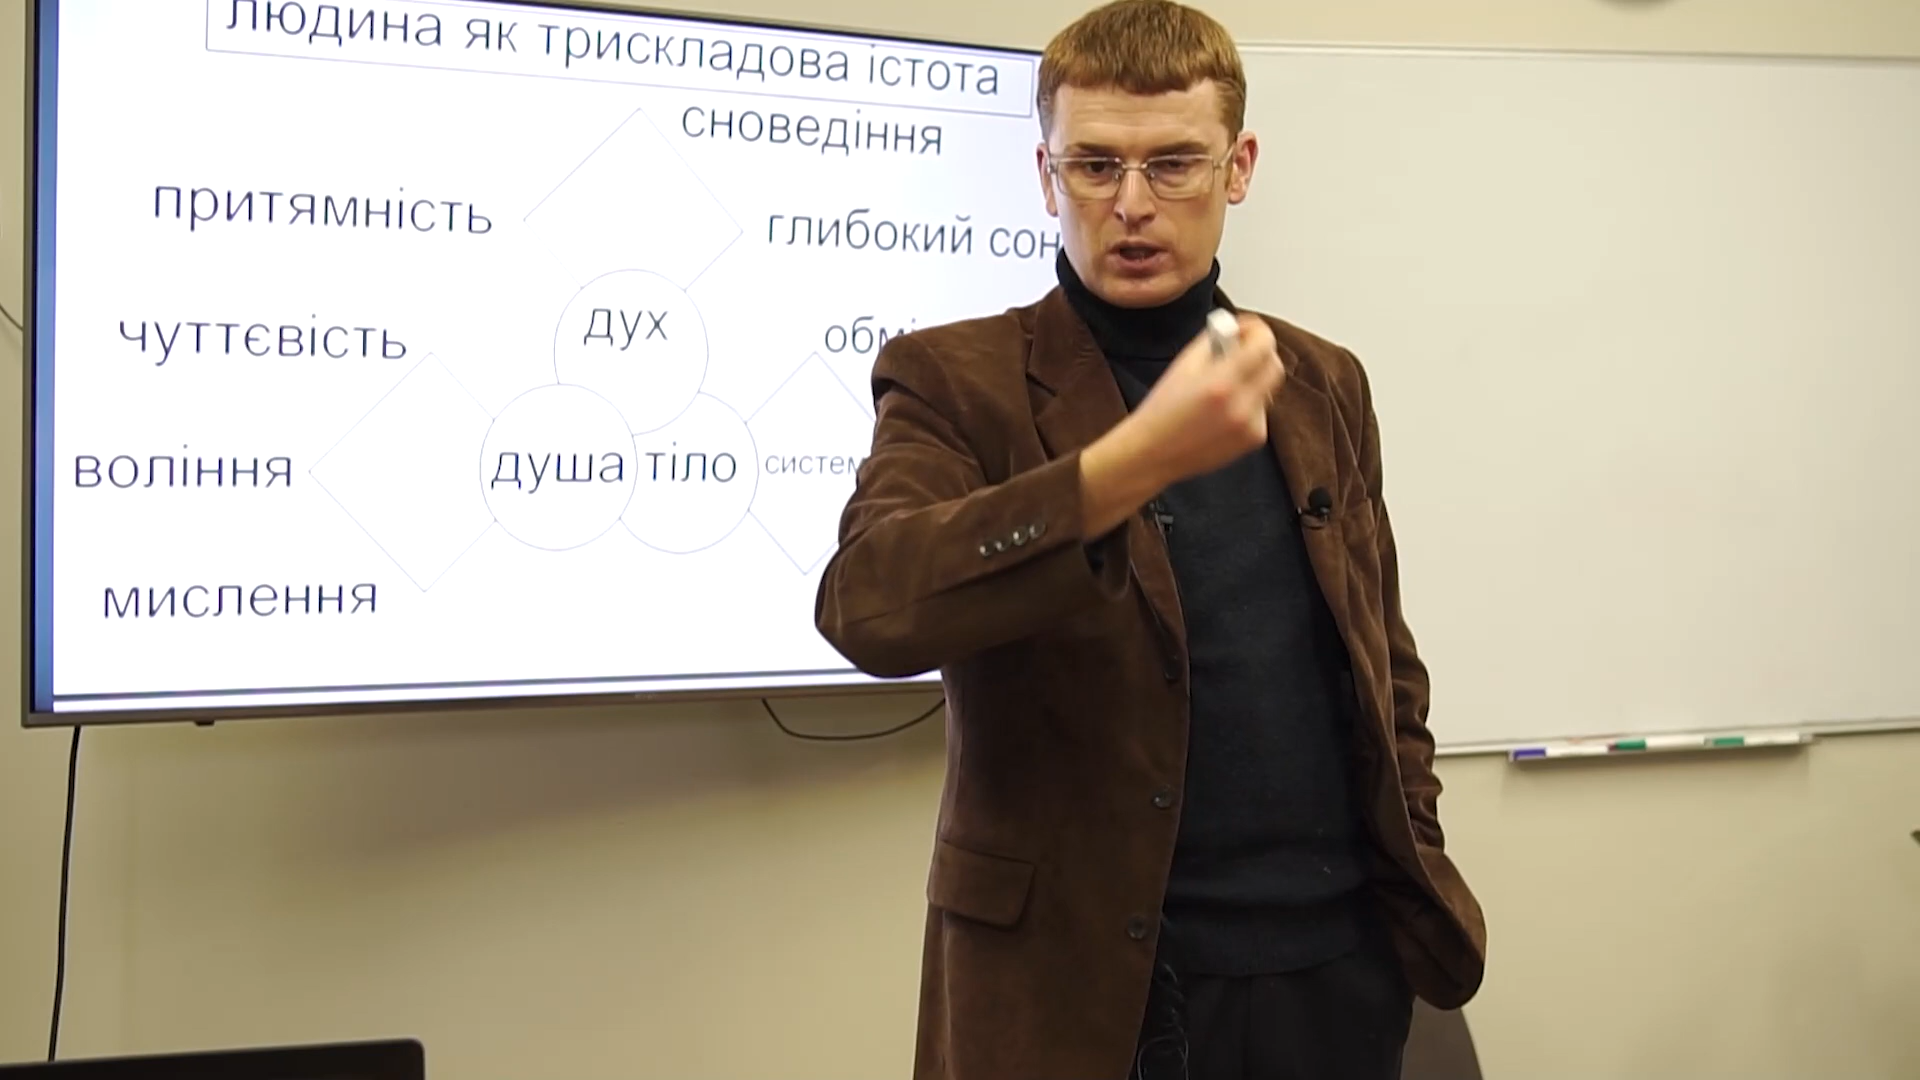 людина як трискладова істота
сноведіння
притямність
глибокий сон
дух
чуттєвість
душа
тіло
воління
мислення